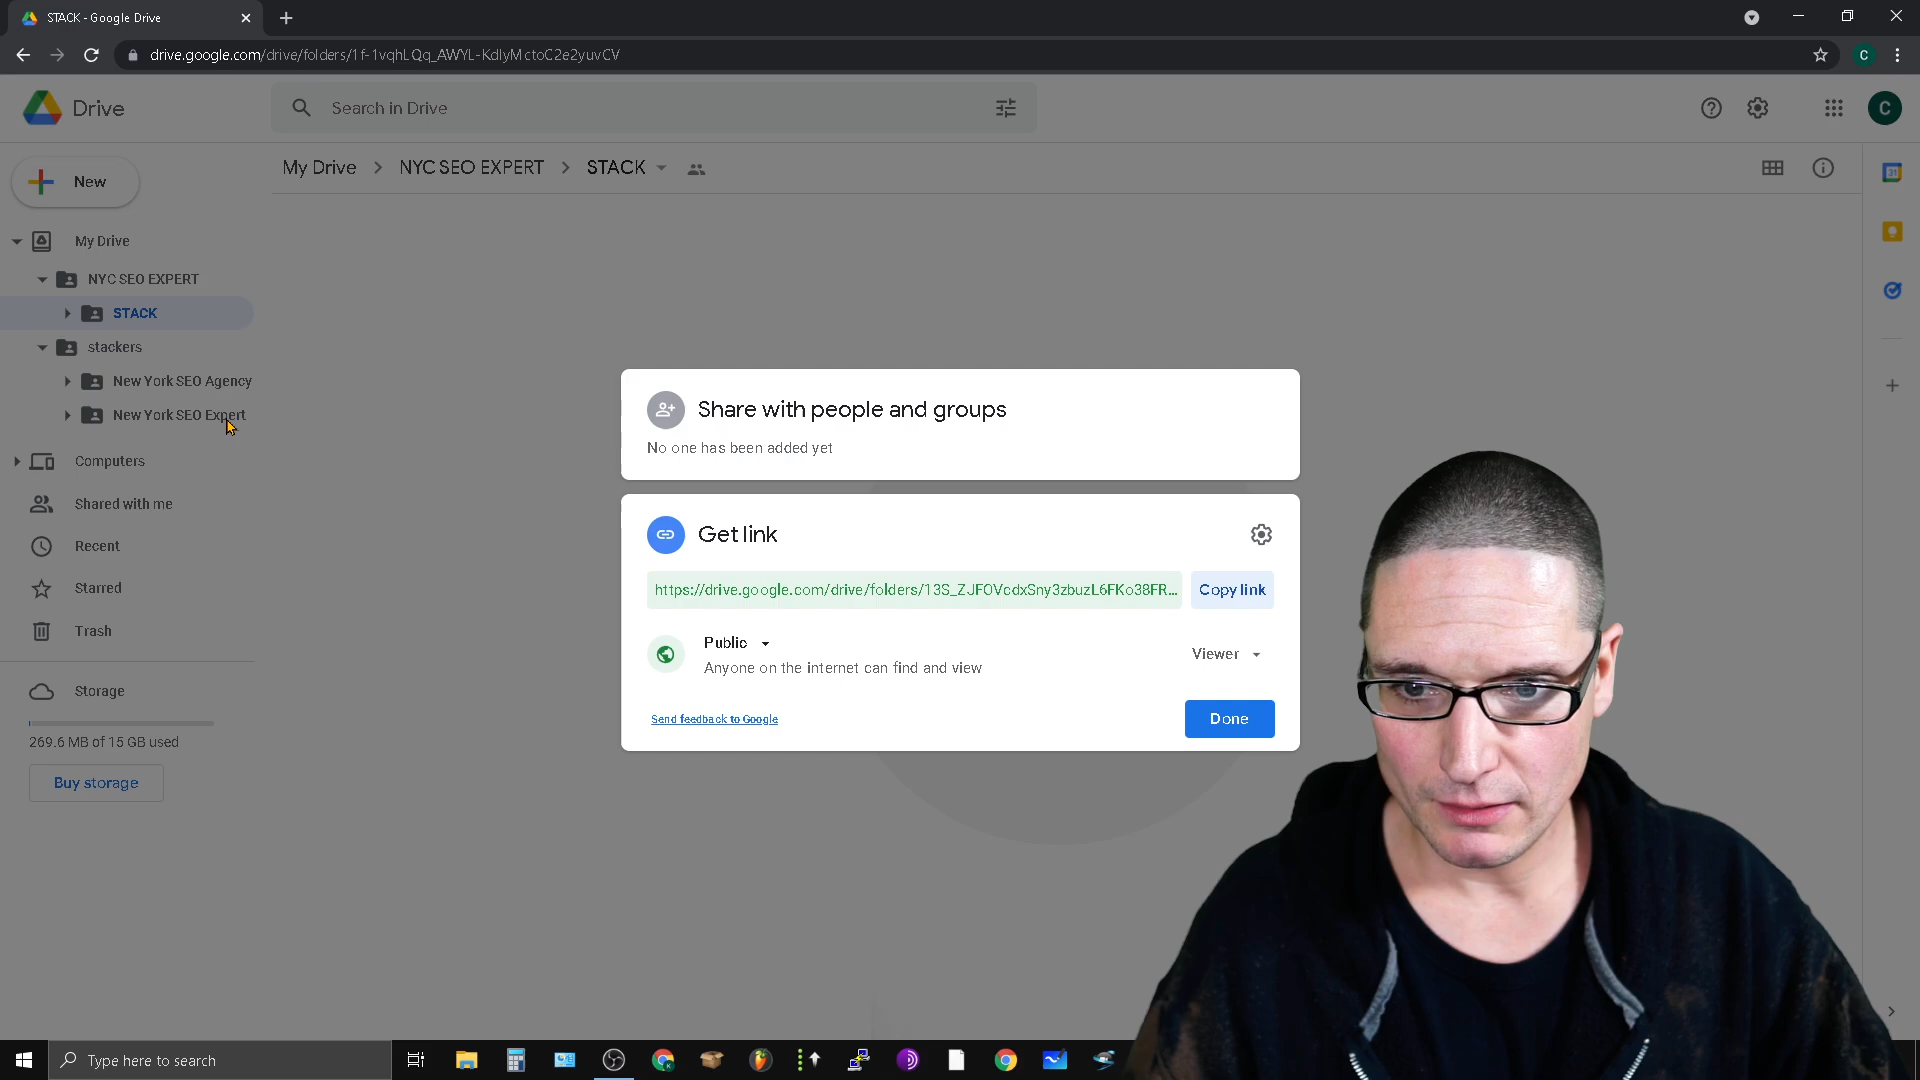 STACK - Google Drive
drive.google.com/drive/folders/1f-1vqhLQq_AWYL-KdlyMctoC2e2yuvCV
C
Drive
Search in Drive
C
New
My Drive
NYC SEO EXPERT
STACK
31
My Drive
NYC SEO EXPERT
STACK
stackers
New York SEO Agency
New York SEO Expert
Computers
Shared with me
Recent
Starred
Trash
Storage
269.6 MB of 15 GB used
Buy storage
Share with people and groups
No one has been added yet
Get link
https://drive.google.com/drive/folders/13S_ZJFOVcdxSny3zbuzL6FKo38FR...
Copy link
Public
Anyone on the internet can find and view
Viewer
Send feedback to Google
Done
Type here to search